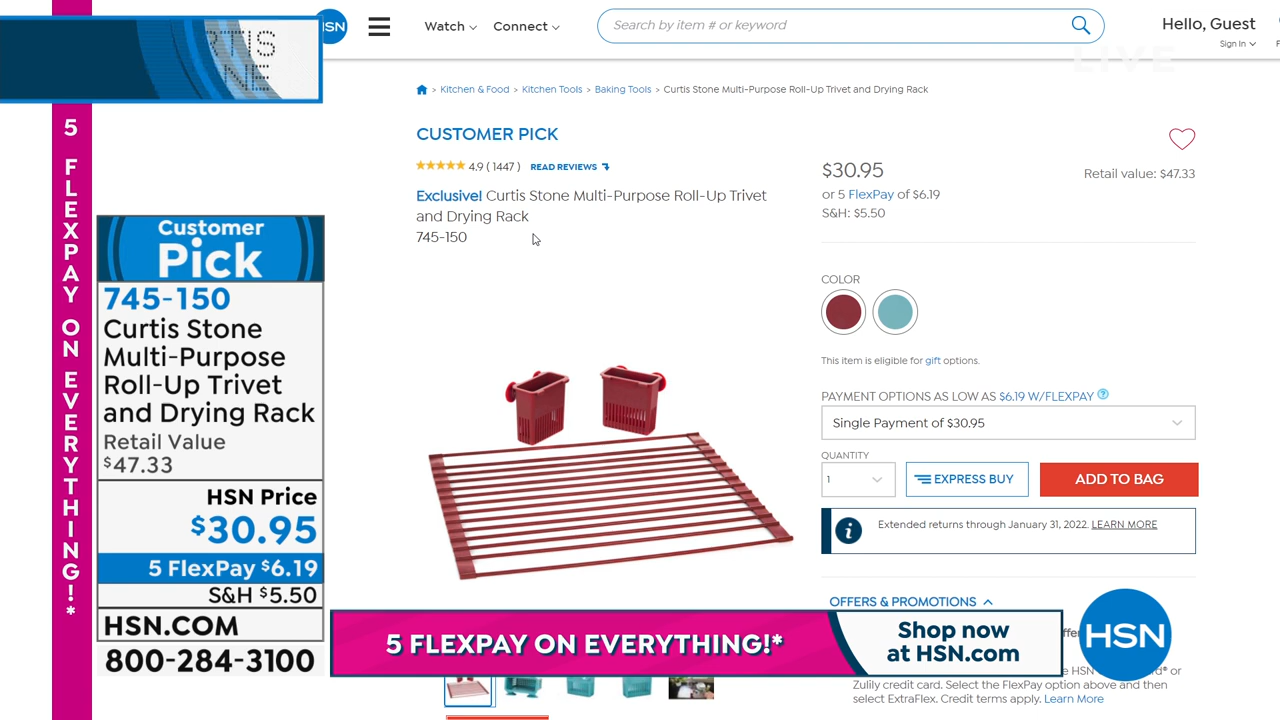 HSN
Watch
Connect
Search by item # or keyword
Hello, Guest
Sign In
LIVE
NE
5 FLEXPAY ON EVERYTHING!*
> Kitchen & Food > Kitchen Tools > Baking Tools > Curtis Stone Multi-Purpose Roll-Up Trivet and Drying Rack
CUSTOMER PICK
4.9 ( 1447 ) READ REVIEWS
Exclusive! Curtis Stone Multi-Purpose Roll-Up Trivet
and Drying Rack
745-150
$30.95
Retail value: $47.33
or 5 FlexPay of $6.19
S&H: $5.50
COLOR
This item is eligible for gift options.
PAYMENT OPTIONS AS LOW AS $6.19 W/FLEXPAY ?
Single Payment of $30.95
QUANTITY
1
EXPRESS BUY
ADD TO BAG
Extended returns through January 31, 2022. LEARN MORE
OFFERS & PROMOTIONS
Customer
Pick
745-150
Curtis Stone
Multi-Purpose
Roll-Up Trivet
and Drying Rack
Retail Value
$47.33
HSN Price
$30.95
5 FlexPay $6.19
S&H $5.50
HSN.COM
800-284-3100
5 FLEXPAY ON EVERYTHING!*
Shop now
at HSN.com
HSN
HSN
® or
Zulily credit card. Select the FlexPay option above and then
select ExtraFlex. Credit terms apply. Learn More